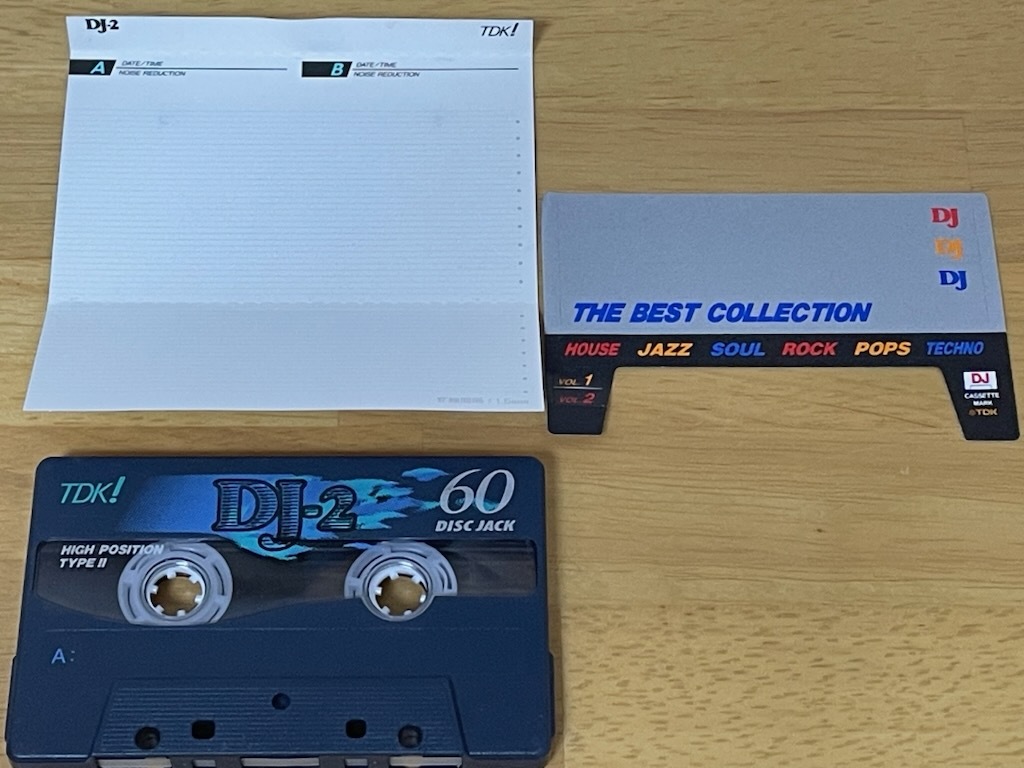 DJ-2
TDK!
A DATE/TIME
NOISE REDUCTION
B DATE/TIME
NOISE REDUCTION
DJ
DJ
DJ
THE BEST COLLECTION
HOUSE JAZZ SOUL ROCK POPS TECHNO
VOL. 1
VOL. 2
DJ
CASSETTE
MARK
TDK
TDK!
DJ-2
60
DISC JACK
HIGH POSITION
TYPE II
A: